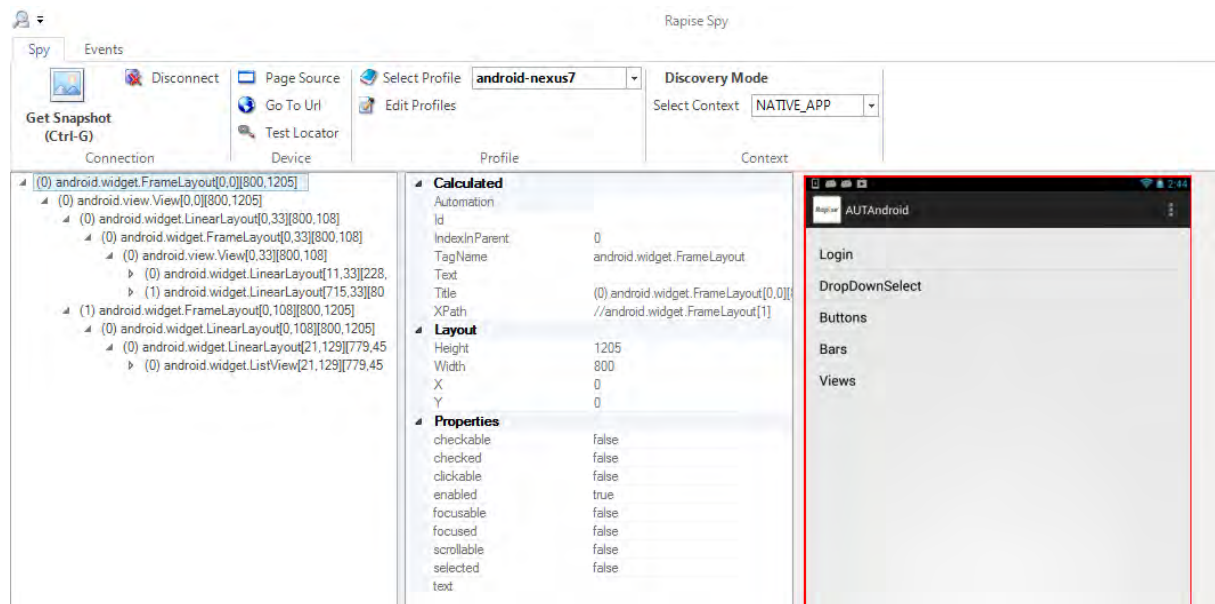 Rapise Spy
Spy Events
Get Snapshot
(Ctrl-G)
Disconnect
Connection
Page Source
Go To Url
Test Locator
Device
Select Profile android-nexus7
Edit Profiles
Profile
Discovery Mode
Select Context NATIVE_APP
Context
(0) android.widget.FrameLayout[0,0][800,1205]
(0) android.view.View[0,0][800,1205]
(0) android.widget.LinearLayout[0,33][800,108]
(0) android.widget.FrameLayout[0,33][800,108]
(0) android.view.View[0,33][800,108]
(0) android.widget.LinearLayout[11,33][228,
(1) android.widget.LinearLayout[715,33][80
(1) android.widget.FrameLayout[0,108][800,1205]
(0) android.widget.LinearLayout[0,108][800,1205]
(0) android.widget.LinearLayout[21,129][779,45
(0) android.widget.ListView[21,129][779,45
Calculated
Automation
Id
IndexInParent 0
TagName android.widget.FrameLayout
Text
Title (0) android.widget.FrameLayout[0,0][8
XPath //android.widget.FrameLayout[1]
Layout
Height 1205
Width 800
X 0
Y 0
Properties
checkable false
checked false
clickable false
enabled true
focusable false
focused false
scrollable false
selected false
text
2:44
Rapise AUTAndroid
Login
DropDownSelect
Buttons
Bars
Views